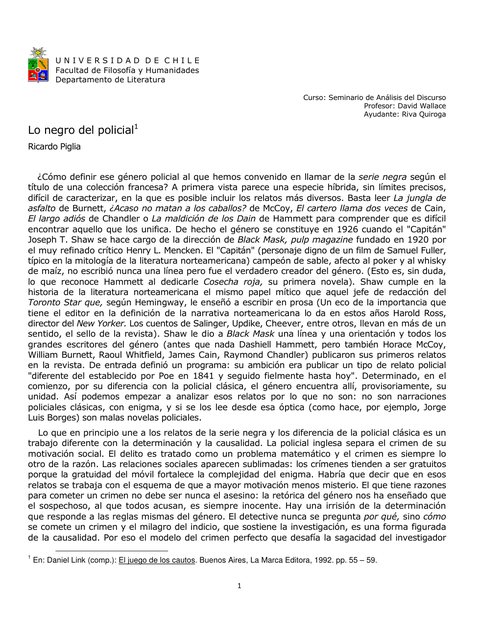 U N I V E R S I D A D  D E  C H I L E
Facultad de Filosofía y Humanidades
Departamento de Literatura
Curso: Seminario de Análisis del Discurso
Profesor: David Wallace
Ayudante: Riva Quiroga
Lo negro del policial1
Ricardo Piglia
¿Cómo definir ese género policial al que hemos convenido en llamar de la serie negra según el
título de una colección francesa? A primera vista parece una especie híbrida, sin límites precisos,
difícil de caracterizar, en la que es posible incluir los relatos más diversos. Basta leer La jungla de
asfalto de Burnett, ¿Acaso no matan a los caballos? de McCoy, El cartero llama dos veces de Cain,
El largo adiós de Chandler o La maldición de los Dain de Hammett para comprender que es difícil
encontrar aquello que los unifica. De hecho el género se constituye en 1926 cuando el "Capitán"
Joseph T. Shaw se hace cargo de la dirección de Black Mask, pulp magazine fundado en 1920 por
el muy refinado crítico Henry L. Mencken. El "Capitán" (personaje digno de un film de Samuel Fuller,
típico en la mitología de la literatura norteamericana) campeón de sable, afecto al poker y al whisky
de maíz, no escribió nunca una línea pero fue el verdadero creador del género. (Esto es, sin duda,
lo que reconoce Hammett al dedicarle Cosecha roja, su primera novela). Shaw cumple en la
historia de la literatura norteamericana el mismo papel mítico que aquel jefe de redacción del
Toronto Star que, según Hemingway, le enseñó a escribir en prosa (Un eco de la importancia que
tiene el editor en la definición de la narrativa norteamericana lo da en estos años Harold Ross,
director del New Yorker. Los cuentos de Salinger, Updike, Cheever, entre otros, llevan en más de un
sentido, el sello de la revista). Shaw le dio a Black Mask una línea y una orientación y todos los
grandes escritores del género (antes que nada Dashiell Hammett, pero también Horace McCoy,
William Burnett, Raoul Whitfield, James Cain, Raymond Chandler) publicaron sus primeros relatos
en la revista. De entrada definió un programa: su ambición era publicar un tipo de relato policial
"diferente del establecido por Poe en 1841 y seguido fielmente hasta hoy". Determinado, en el
comienzo, por su diferencia con la policial clásica, el género encuentra allí, provisoriamente, su
unidad. Así podemos empezar a analizar esos relatos por lo que no son: no son narraciones
policiales clásicas, con enigma, y si se los lee desde esa óptica (como hace, por ejemplo, Jorge
Luis Borges) son malas novelas policiales.
Lo que en principio une a los relatos de la serie negra y los diferencia de la policial clásica es un
trabajo diferente con la determinación y la causalidad. La policial inglesa separa el crimen de su
motivación social. El delito es tratado como un problema matemático y el crimen es siempre lo
otro de la razón. Las relaciones sociales aparecen sublimadas: los crímenes tienden a ser gratuitos
porque la gratuidad del móvil fortalece la complejidad del enigma. Habría que decir que en esos
relatos se trabaja con el esquema de que a mayor motivación menos misterio. El que tiene razones
para cometer un crimen no debe ser nunca el asesino: la retórica del género nos ha enseñado que
el sospechoso, al que todos acusan, es siempre inocente. Hay una irrisión de la determinación
que responde a las reglas mismas del género. El detective nunca se pregunta por qué, sino cómo
se comete un crimen y el milagro del indicio, que sostiene la investigación, es una forma figurada
de la causalidad. Por eso el modelo del crimen perfecto que desafía la sagacidad del investigador
1 En: Daniel Link (comp.): El juego de los cautos. Buenos Aires, La Marca Editora, 1992. pp. 55 – 59.
1